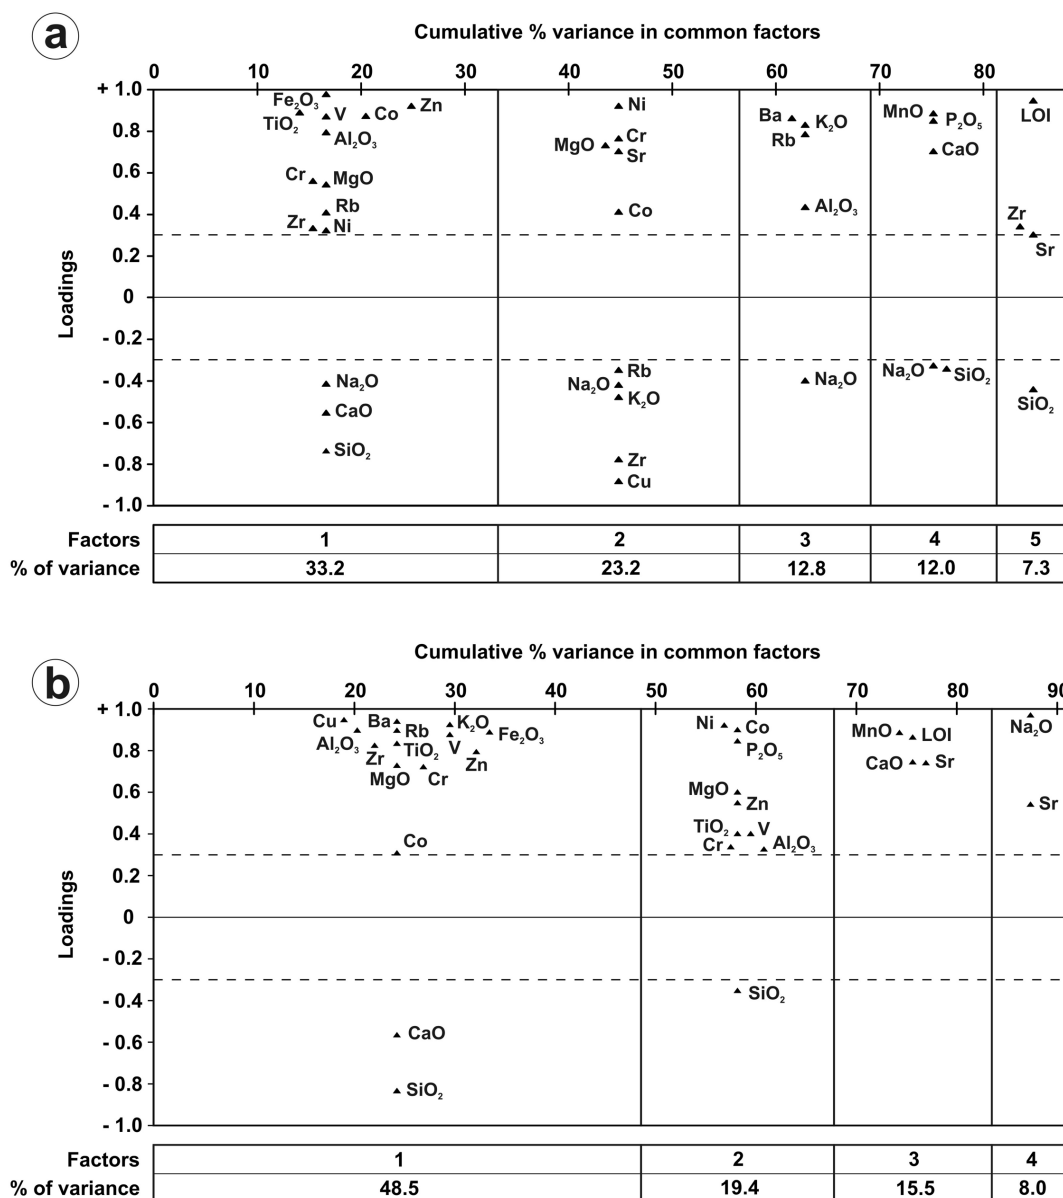 a
Cumulative % variance in common factors
0 10 20 30 40 50 60 70 80
Loadings
+ 1.0
0.8
0.6
0.4
0.2
0
- 0.2
- 0.4
- 0.6
- 0.8
- 1.0
Fe₂O₃
TiO₂
V
Co
Zn
Al₂O₃
Cr
MgO
Rb
Zr
Ni
Na₂O
CaO
SiO₂
Ni
Cr
MgO
Sr
Co
Rb
Na₂O
K₂O
Zr
Cu
Ba
K₂O
Rb
Al₂O₃
Na₂O
MnO
P₂O₅
CaO
Na₂O
SiO₂
LOI
Zr
Sr
SiO₂
Factors 1 2 3 4 5
% of variance 33.2 23.2 12.8 12.0 7.3
b
Cumulative % variance in common factors
0 10 20 30 40 50 60 70 80 90
Loadings
+ 1.0
0.8
0.6
0.4
0.2
0
- 0.2
- 0.4
- 0.6
- 0.8
- 1.0
Cu
Ba
K₂O
Al₂O₃
Rb
Fe₂O₃
Zr
TiO₂
V
Zn
MgO
Cr
Co
CaO
SiO₂
Ni
Co
P₂O₅
MgO
Zn
TiO₂
V
Cr
Al₂O₃
SiO₂
MnO
LOI
CaO
Sr
Na₂O
Sr
Factors 1 2 3 4
% of variance 48.5 19.4 15.5 8.0